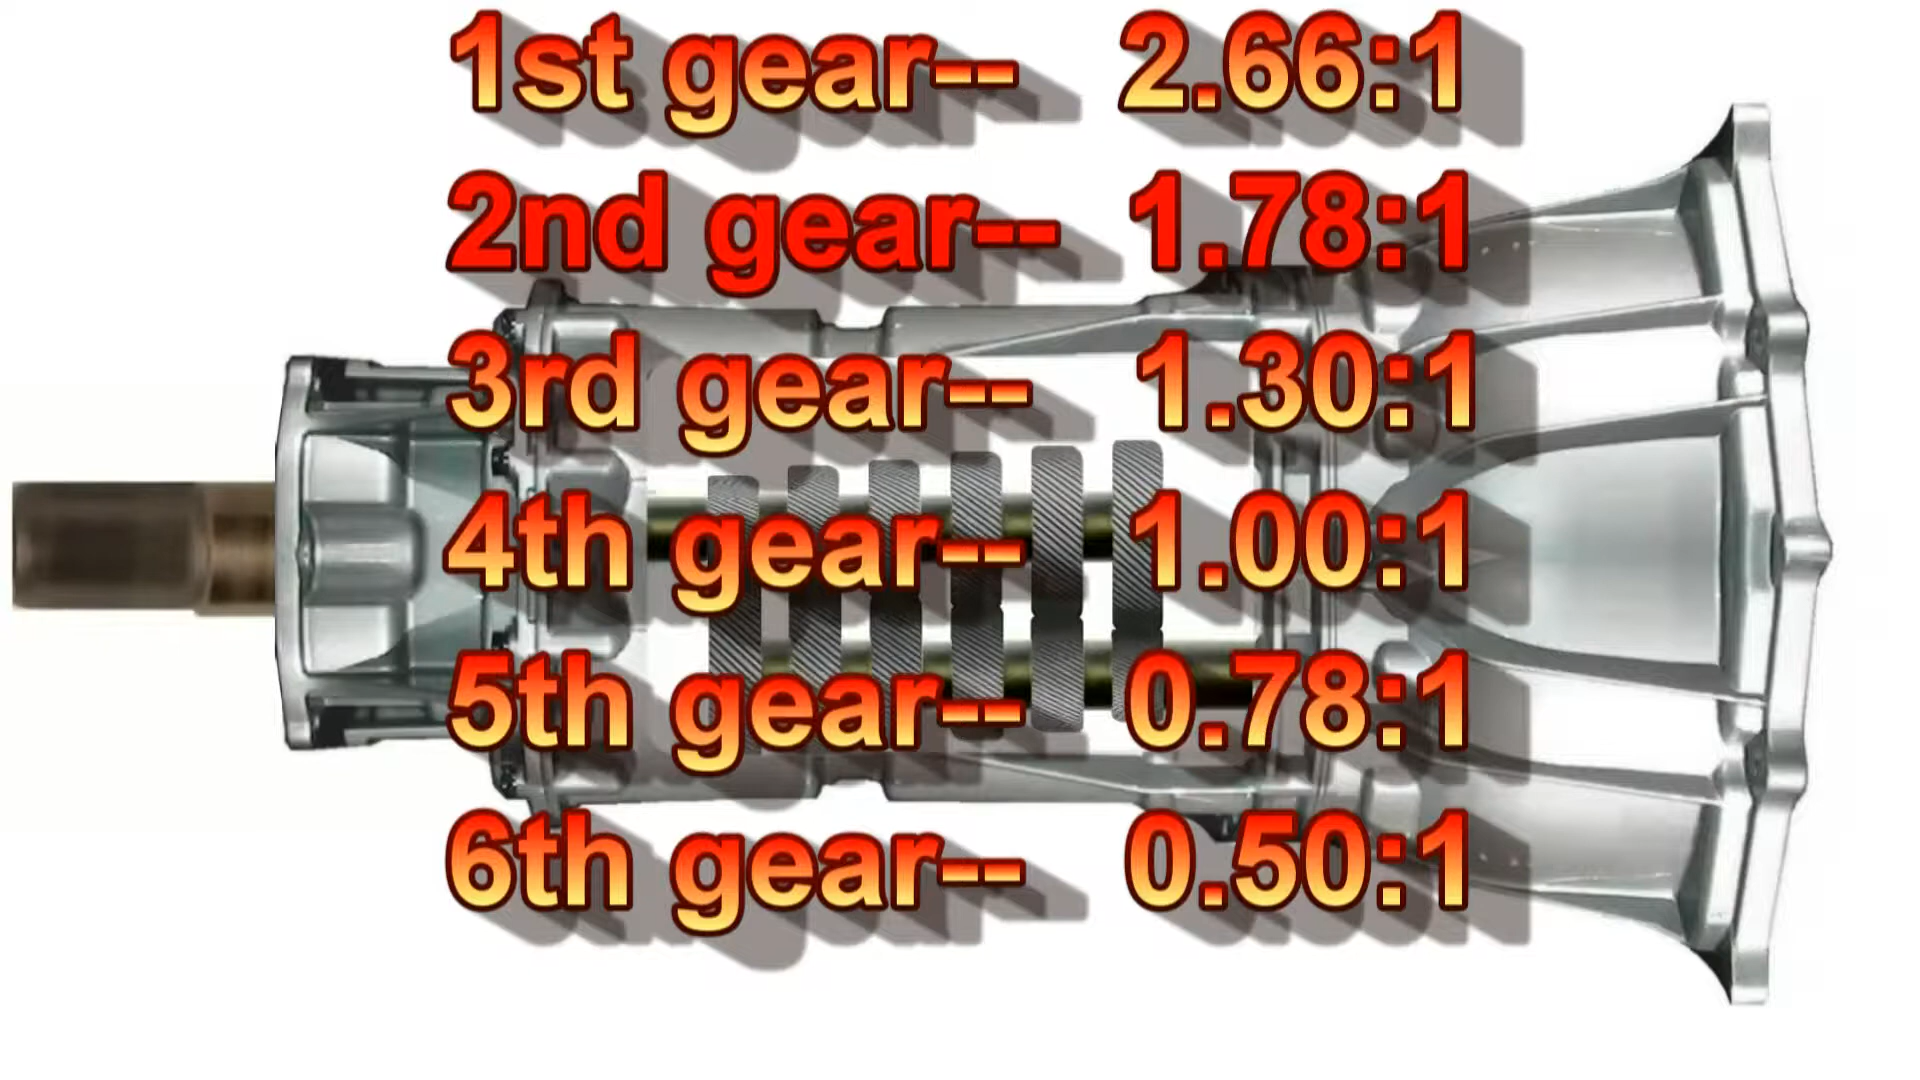 1st gear-- 2.66:1
2nd gear-- 1.78:1
3rd gear-- 1.30:1
4th gear-- 1.00:1
5th gear-- 0.78:1
6th gear-- 0.50:1